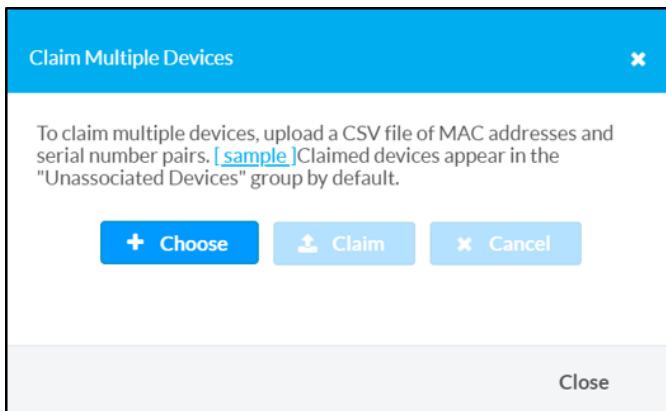 Claim Multiple Devices
To claim multiple devices, upload a CSV file of MAC addresses and
serial number pairs. [ sample ]Claimed devices appear in the
"Unassociated Devices" group by default.
Choose Claim Cancel
Close